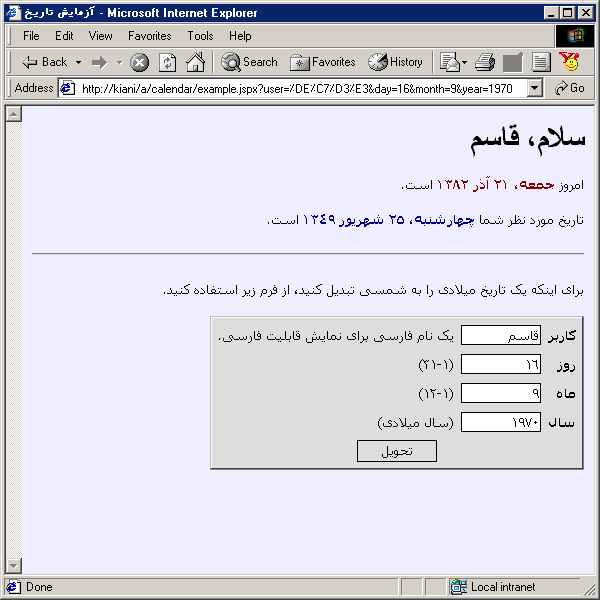 آزمایش تاریخ - Microsoft Internet Explorer
File Edit View Favorites Tools Help
Back Search Favorites History
Address http://kiani/a/calendar/example.jspx?user=%DE%C7%D3%E3&day=16&month=9&year=1970 Go
سلام، قاسم
امروز جمعه، ۲۱ آذر ۱۳۸۲ است.
تاریخ مورد نظر شما چهارشنبه، ۲۵ شهریور ۱۳۴۹ است.
برای اینکه یک تاریخ میلادی را به شمسی تبدیل کنید، از فرم زیر استفاده کنید.
کاربر قاسم یک نام فارسی برای نمایش قابلیت فارسی.
روز ۱۶ (۱-۳۱)
ماه ۹ (۱-۱۲)
سال ۱۹۷۰ (سال میلادی)
تحویل
Done Local intranet